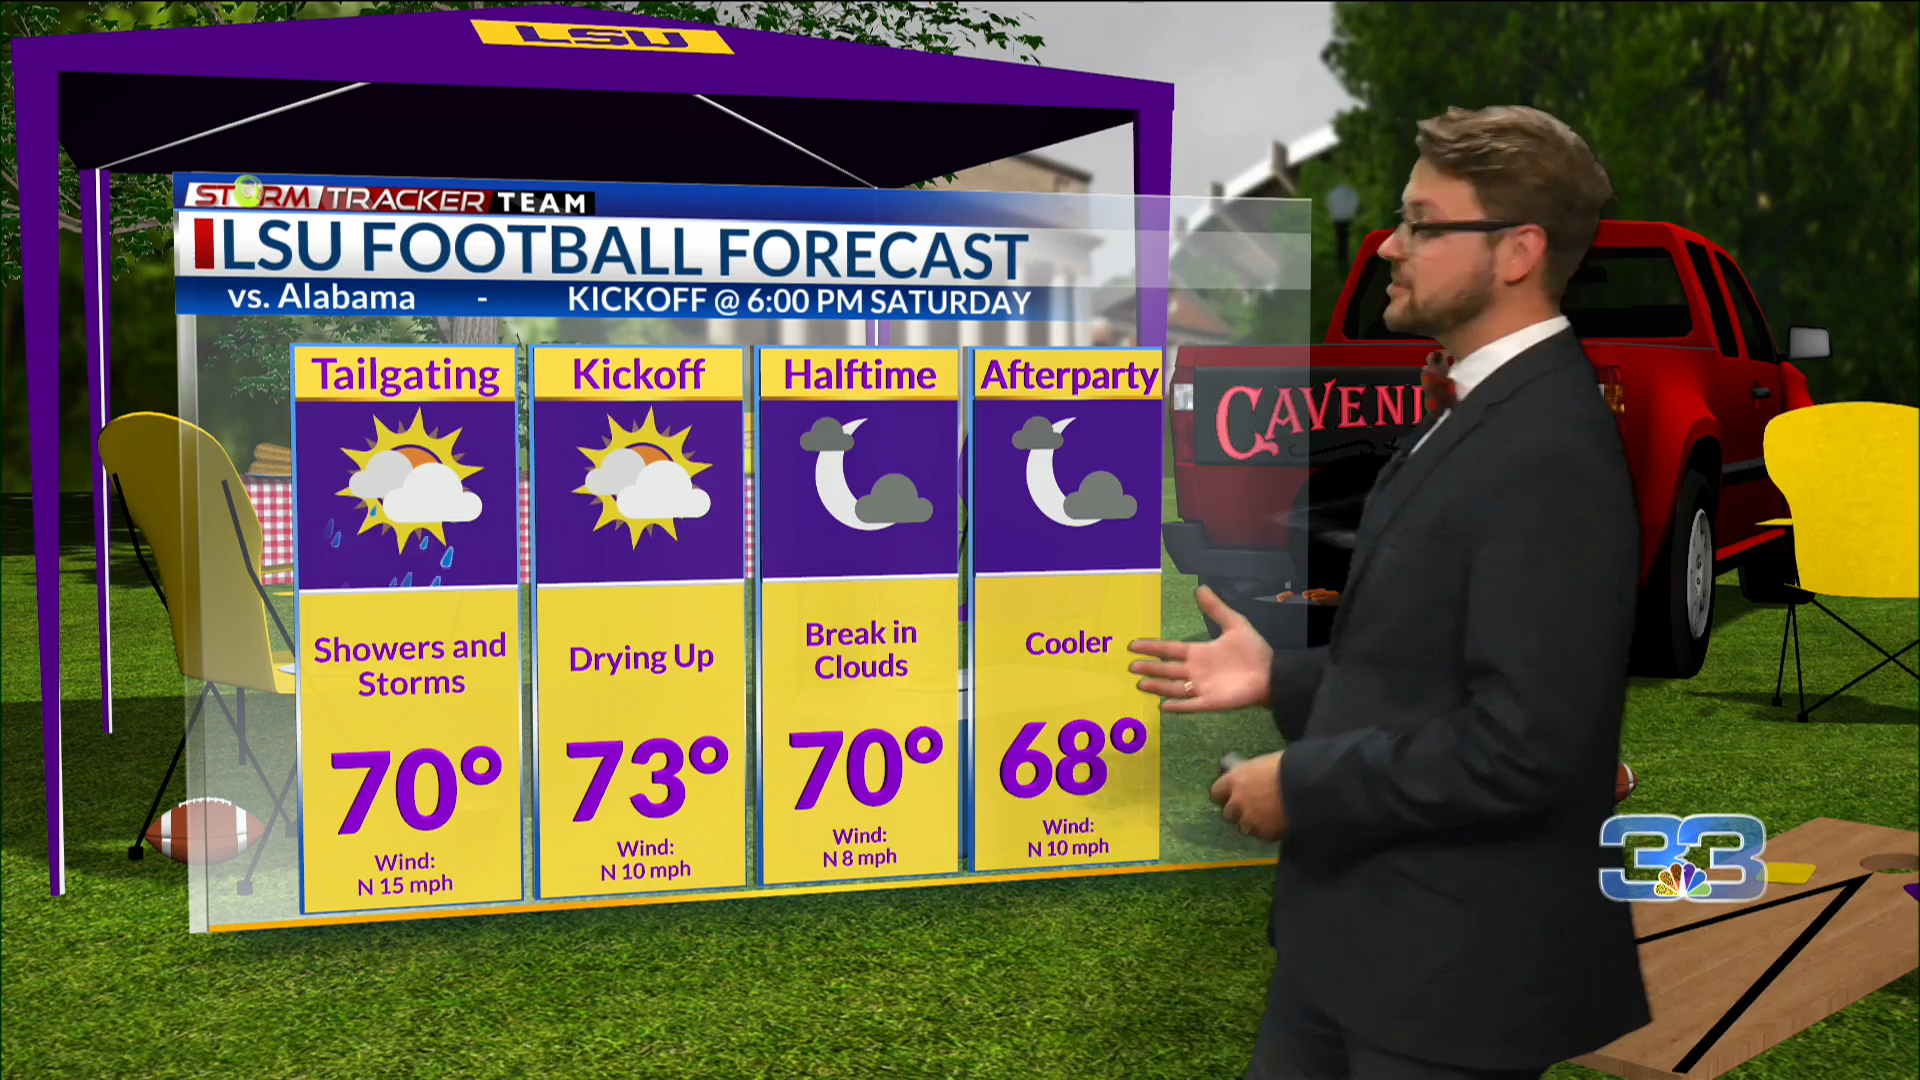 LSU
STORM TRACKER TEAM
LSU FOOTBALL FORECAST
vs. Alabama - KICKOFF @ 6:00 PM SATURDAY
Tailgating
Showers and
Storms
70°
Wind:
N 15 mph
Kickoff
Drying Up
73°
Wind:
N 10 mph
Halftime
Break in
Clouds
70°
Wind:
N 8 mph
Afterparty
Cooler
68°
Wind:
N 10 mph
CAVEN
33